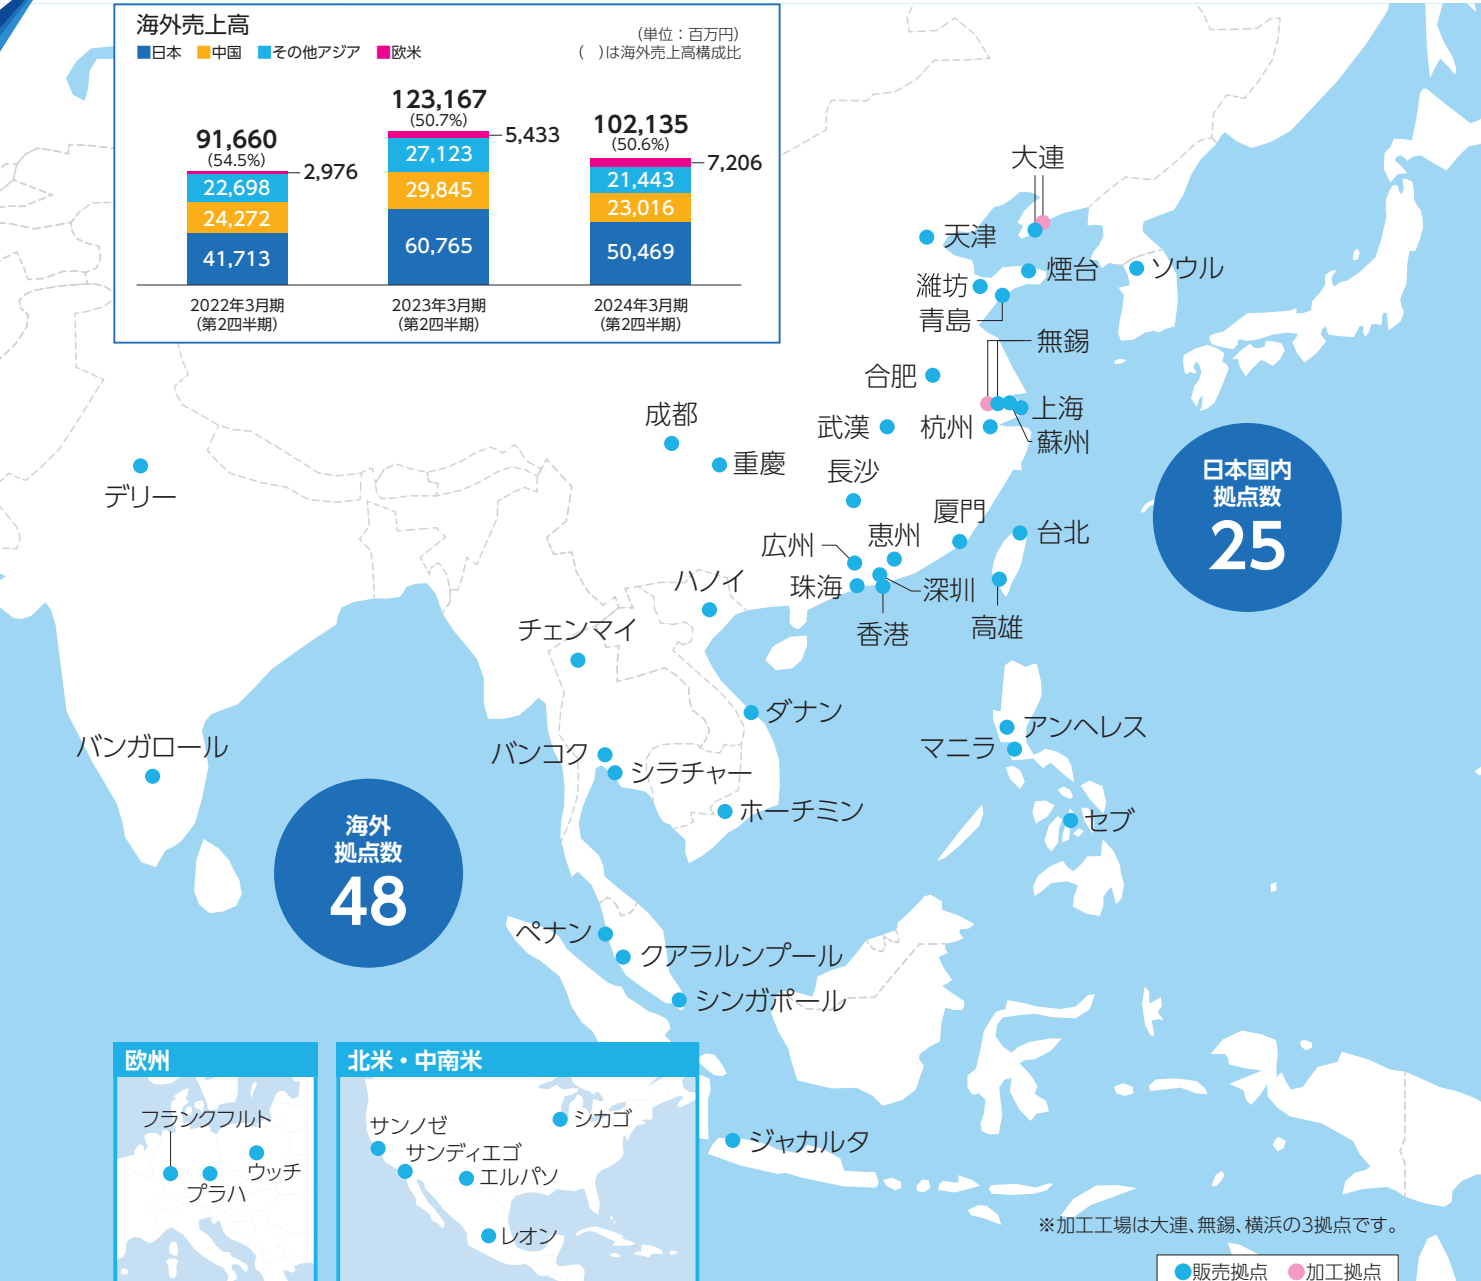 海外売上高
■日本 ■中国 ■その他アジア ■欧米
（単位：百万円）
（　）は海外売上高構成比
91,660
(54.5%)
2,976
22,698
24,272
41,713
2022年3月期
（第2四半期）
123,167
(50.7%)
5,433
27,123
29,845
60,765
2023年3月期
（第2四半期）
102,135
(50.6%)
7,206
21,443
23,016
50,469
2024年3月期
（第2四半期）
大連
天津
煙台
ソウル
濰坊
青島
無錫
合肥
上海
蘇州
武漢
杭州
成都
重慶
長沙
厦門
台北
広州
恵州
珠海
深圳
香港
高雄
デリー
ハノイ
チェンマイ
ダナン
バンガロール
バンコク
シラチャー
ホーチミン
アンヘレス
マニラ
セブ
ペナン
クアラルンプール
シンガポール
ジャカルタ
日本国内
拠点数
25
海外
拠点数
48
欧州
フランクフルト
ウッチ
プラハ
北米・中南米
サンノゼ
シカゴ
サンディエゴ
エルパソ
レオン
※加工工場は大連、無錫、横浜の3拠点です。
●販売拠点 ●加工拠点